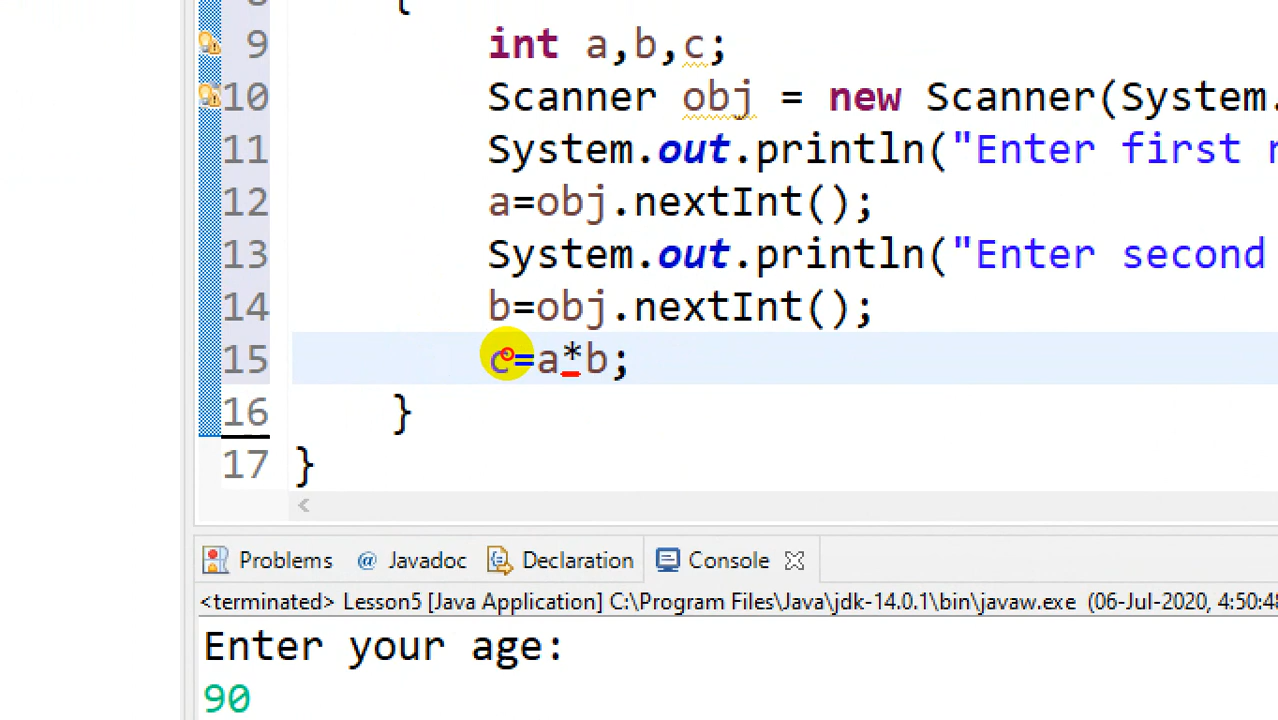 {
9 int a,b,c;
10 Scanner obj = new Scanner(System.
11 System.out.println("Enter first
12 a=obj.nextInt();
13 System.out.println("Enter second
14 b=obj.nextInt();
15 c=a*b;
16 }
17 }
Problems @ Javadoc Declaration Console
<terminated> Lesson5 [Java Application] C:\Program Files\Java\jdk-14.0.1\bin\javaw.exe (06-Jul-2020, 4:50:48
Enter your age:
90